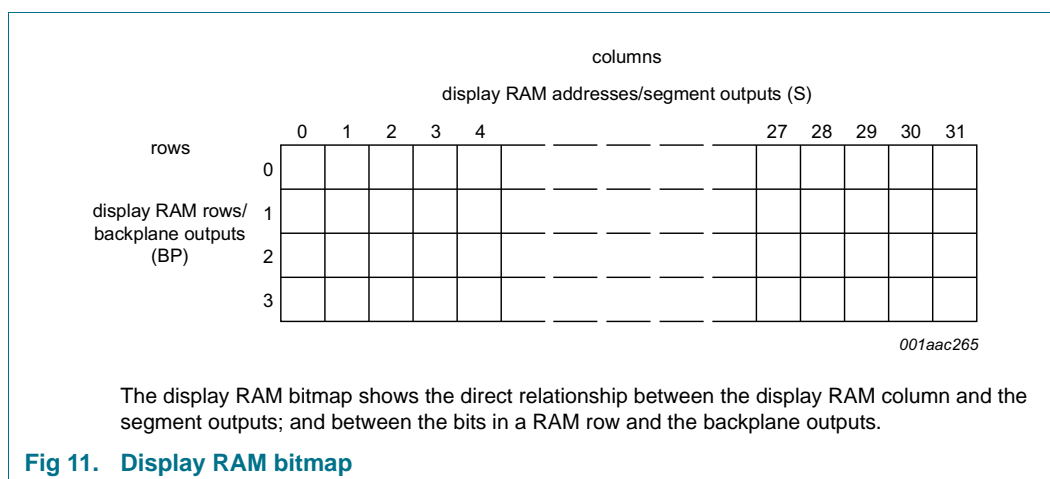 columns
display RAM addresses/segment outputs (S)
0 1 2 3 4 27 28 29 30 31
rows
0
display RAM rows/
backplane outputs
(BP)
1
2
3
001aac265
The display RAM bitmap shows the direct relationship between the display RAM column and the
segment outputs; and between the bits in a RAM row and the backplane outputs.
Fig 11. Display RAM bitmap